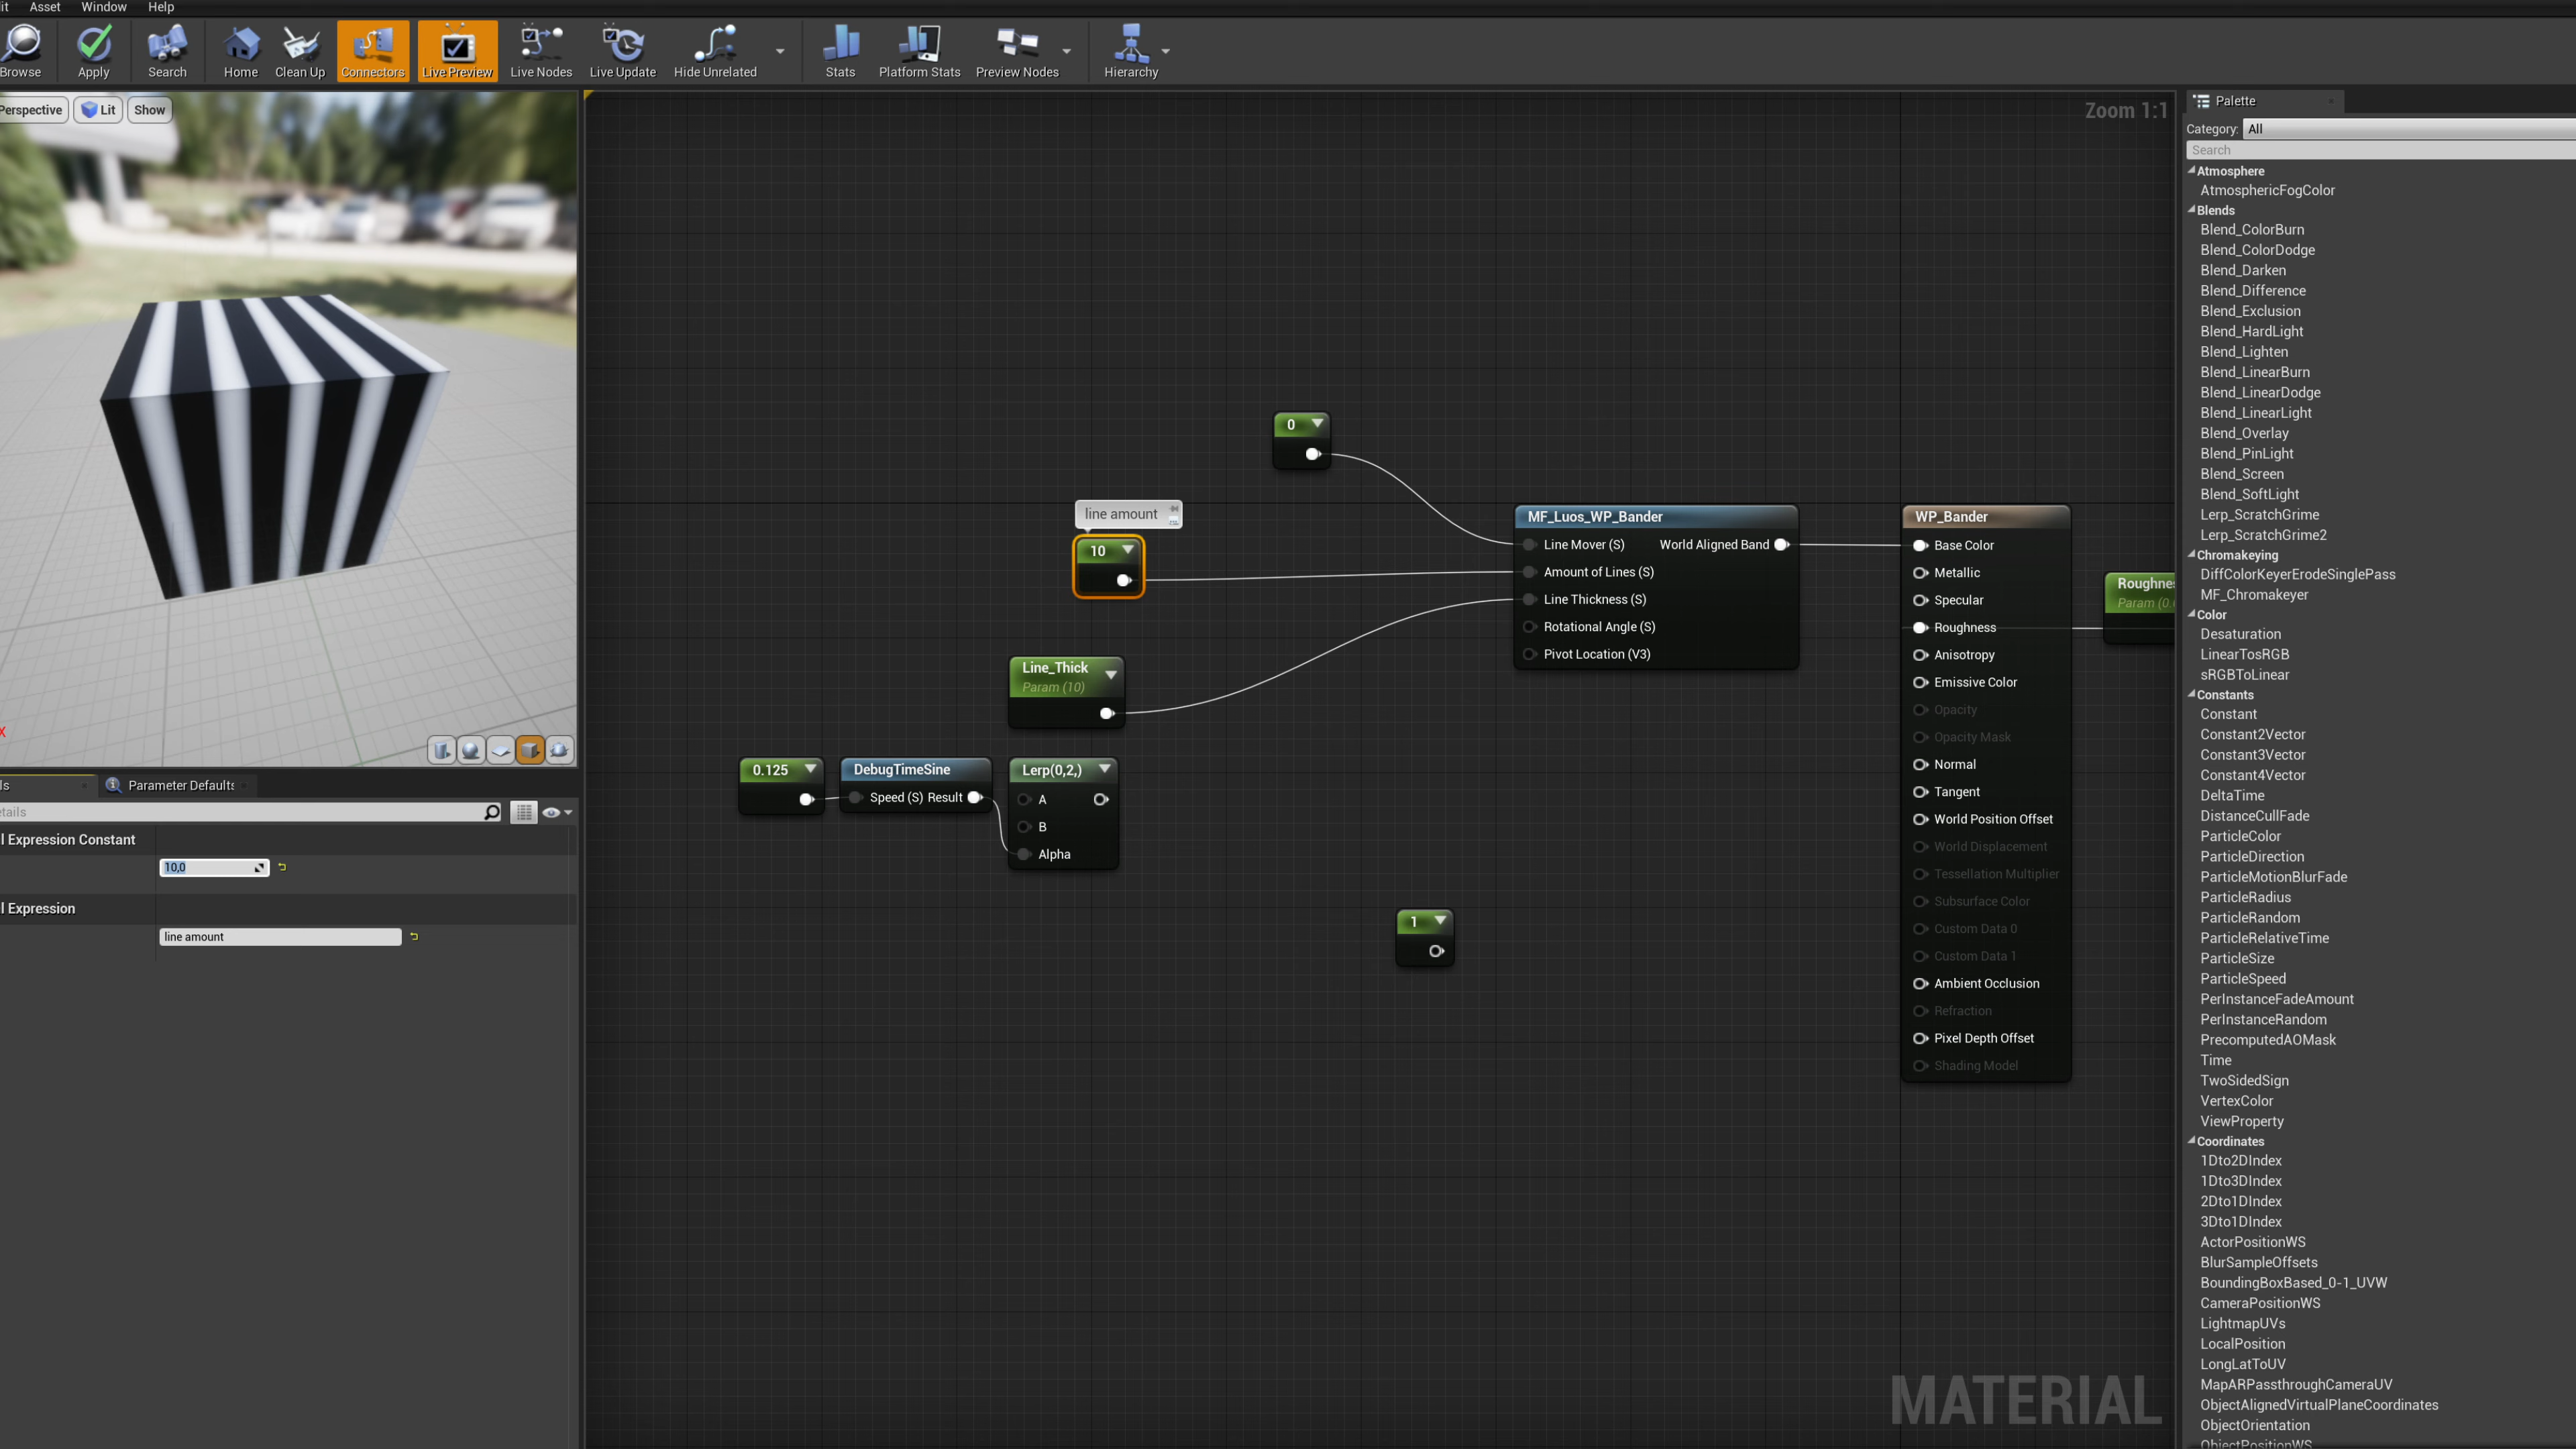 it Asset Window Help
Browse Apply Search Home Clean Up Connectors Live Preview Live Nodes Live Update Hide Unrelated Stats Platform Stats Preview Nodes Hierarchy
Perspective Lit Show
X
ls Parameter Defaults
etails
l Expression Constant
10,0
l Expression
line amount
Zoom 1:1
0
line amount
10
Line_Thick
Param (10)
0.125
DebugTimeSine
Speed (S) Result
Lerp(0,2,)
A
B
Alpha
1
MF_Luos_WP_Bander
Line Mover (S) World Aligned Band
Amount of Lines (S)
Line Thickness (S)
Rotational Angle (S)
Pivot Location (V3)
WP_Bander
Base Color
Metallic
Specular
Roughness
Anisotropy
Emissive Color
Opacity
Opacity Mask
Normal
Tangent
World Position Offset
World Displacement
Tessellation Multiplier
Subsurface Color
Custom Data 0
Custom Data 1
Ambient Occlusion
Refraction
Pixel Depth Offset
Shading Model
Roughne
Param (0.
MATERIAL
Palette
Category: All
Search
Atmosphere
AtmosphericFogColor
Blends
Blend_ColorBurn
Blend_ColorDodge
Blend_Darken
Blend_Difference
Blend_Exclusion
Blend_HardLight
Blend_Lighten
Blend_LinearBurn
Blend_LinearDodge
Blend_LinearLight
Blend_Overlay
Blend_PinLight
Blend_Screen
Blend_SoftLight
Lerp_ScratchGrime
Lerp_ScratchGrime2
Chromakeying
DiffColorKeyerErodeSinglePass
MF_Chromakeyer
Color
Desaturation
LinearTosRGB
sRGBToLinear
Constants
Constant
Constant2Vector
Constant3Vector
Constant4Vector
DeltaTime
DistanceCullFade
ParticleColor
ParticleDirection
ParticleMotionBlurFade
ParticleRadius
ParticleRandom
ParticleRelativeTime
ParticleSize
ParticleSpeed
PerInstanceFadeAmount
PerInstanceRandom
PrecomputedAOMask
Time
TwoSidedSign
VertexColor
ViewProperty
Coordinates
1Dto2DIndex
1Dto3DIndex
2Dto1DIndex
3Dto1DIndex
ActorPositionWS
BlurSampleOffsets
BoundingBoxBased_0-1_UVW
CameraPositionWS
LightmapUVs
LocalPosition
LongLatToUV
MapARPassthroughCameraUV
ObjectAlignedVirtualPlaneCoordinates
ObjectOrientation
ObjectPositionWS